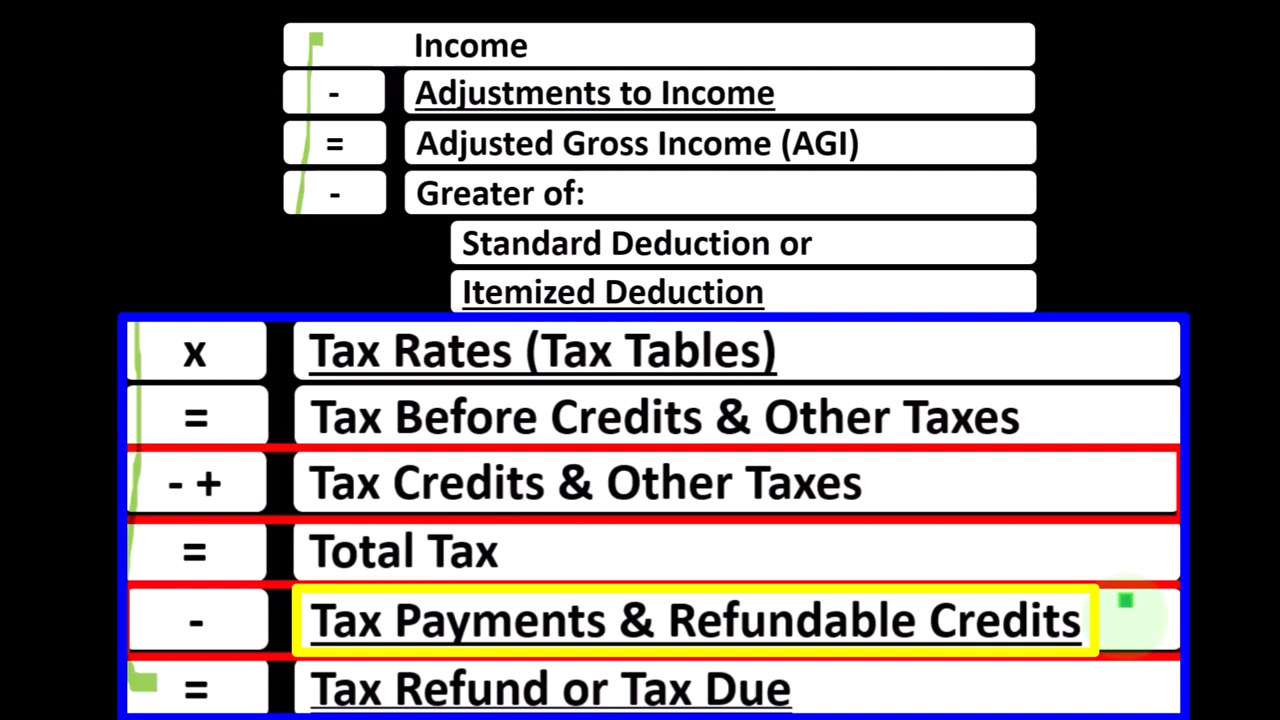 Income
- Adjustments to Income
= Adjusted Gross Income (AGI)
- Greater of:
Standard Deduction or
Itemized Deduction
x Tax Rates (Tax Tables)
= Tax Before Credits & Other Taxes
- + Tax Credits & Other Taxes
= Total Tax
- Tax Payments & Refundable Credits
= Tax Refund or Tax Due